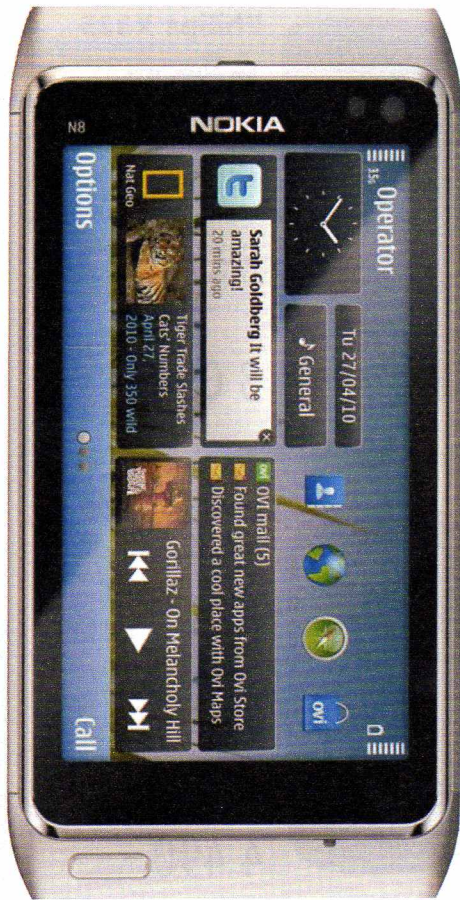 NOKIA
N8
3.5G Operator
Tu 27/04/10
General
Sarah Goldberg It will be
amazing!
20 mins ago
OVI mail (5)
Found great new apps from Ovi Store
Discovered a cool place with Ovi Maps
ovi
ovi
Nat Geo
Tiger Trade Slashes
Cats' Numbers
April 27,
2010 - Only 350 wild
Gorillaz - On Melancholy Hill
Options
Call